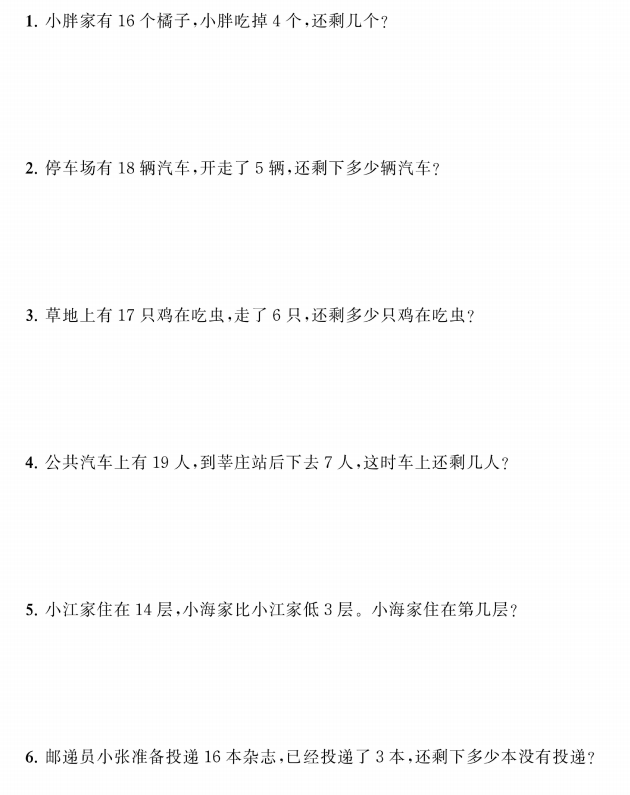 1. 小胖家有 16 个橘子,小胖吃掉 4 个,还剩几个?
2. 停车场有 18 辆汽车,开走了 5 辆,还剩下多少辆汽车?
3. 草地上有 17 只鸡在吃虫,走了 6 只,还剩多少只鸡在吃虫?
4. 公共汽车上有 19 人,到莘庄站后下去 7 人,这时车上还剩几人?
5. 小江家住在 14 层,小海家比小江家低 3 层。小海家住在第几层?
6. 邮递员小张准备投递 16 本杂志,已经投递了 3 本,还剩下多少本没有投递?